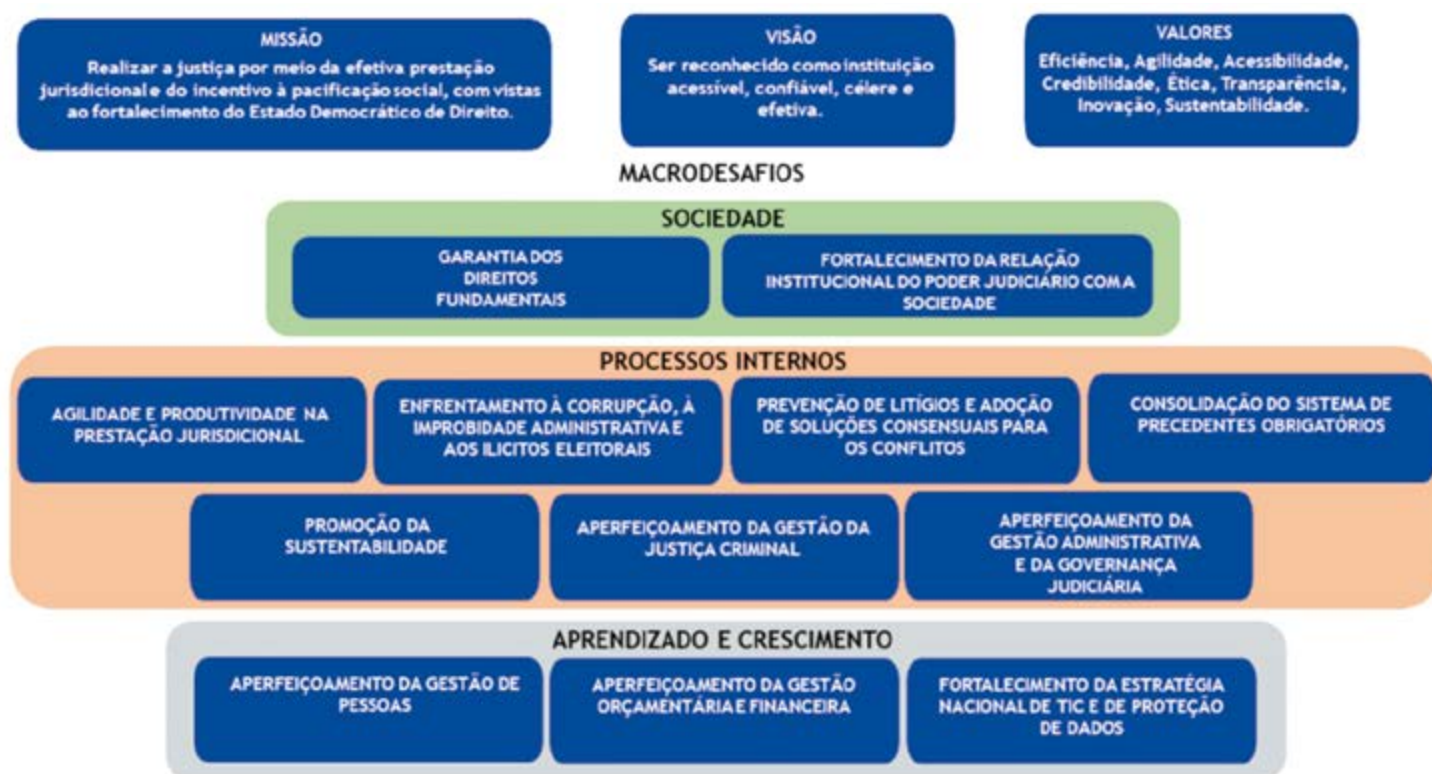 MISSÃO
Realizar a justiça por meio da efetiva prestação
jurisdicional e do incentivo à pacificação social, com vistas
ao fortalecimento do Estado Democrático de Direito.
VISÃO
Ser reconhecido como instituição
acessível, confiável, célere e
efetiva.
VALORES
Eficiência, Agilidade, Acessibilidade,
Credibilidade, Ética, Transparência,
Inovação, Sustentabilidade.
MACRODESAFIOS
SOCIEDADE
GARANTIA DOS
DIREITOS
FUNDAMENTAIS
FORTALECIMENTO DA RELAÇÃO
INSTITUCIONAL DO PODER JUDICIÁRIO COM A
SOCIEDADE
PROCESSOS INTERNOS
AGILIDADE E PRODUTIVIDADE NA
PRESTAÇÃO JURISDICIONAL
ENFRENTAMENTO À CORRUPÇÃO, À
IMPROBIDADE ADMINISTRATIVA E
AOS ILICITOS ELEITORAIS
PREVENÇÃO DE LITÍGIOS E ADOÇÃO
DE SOLUÇÕES CONSENSUAIS PARA
OS CONFLITOS
CONSOLIDAÇÃO DO SISTEMA DE
PRECEDENTES OBRIGATÓRIOS
PROMOÇÃO DA
SUSTENTABILIDADE
APERFEIÇOAMENTO DA GESTÃO DA
JUSTIÇA CRIMINAL
APERFEIÇOAMENTO DA
GESTÃO ADMINISTRATIVA
E DA GOVERNANÇA
JUDICIÁRIA
APRENDIZADO E CRESCIMENTO
APERFEIÇOAMENTO DA GESTÃO DE
PESSOAS
APERFEIÇOAMENTO DA GESTÃO
ORÇAMENTÁRIA E FINANCEIRA
FORTALECIMENTO DA ESTRATÉGIA
NACIONAL DE TIC E DE PROTEÇÃO
DE DADOS